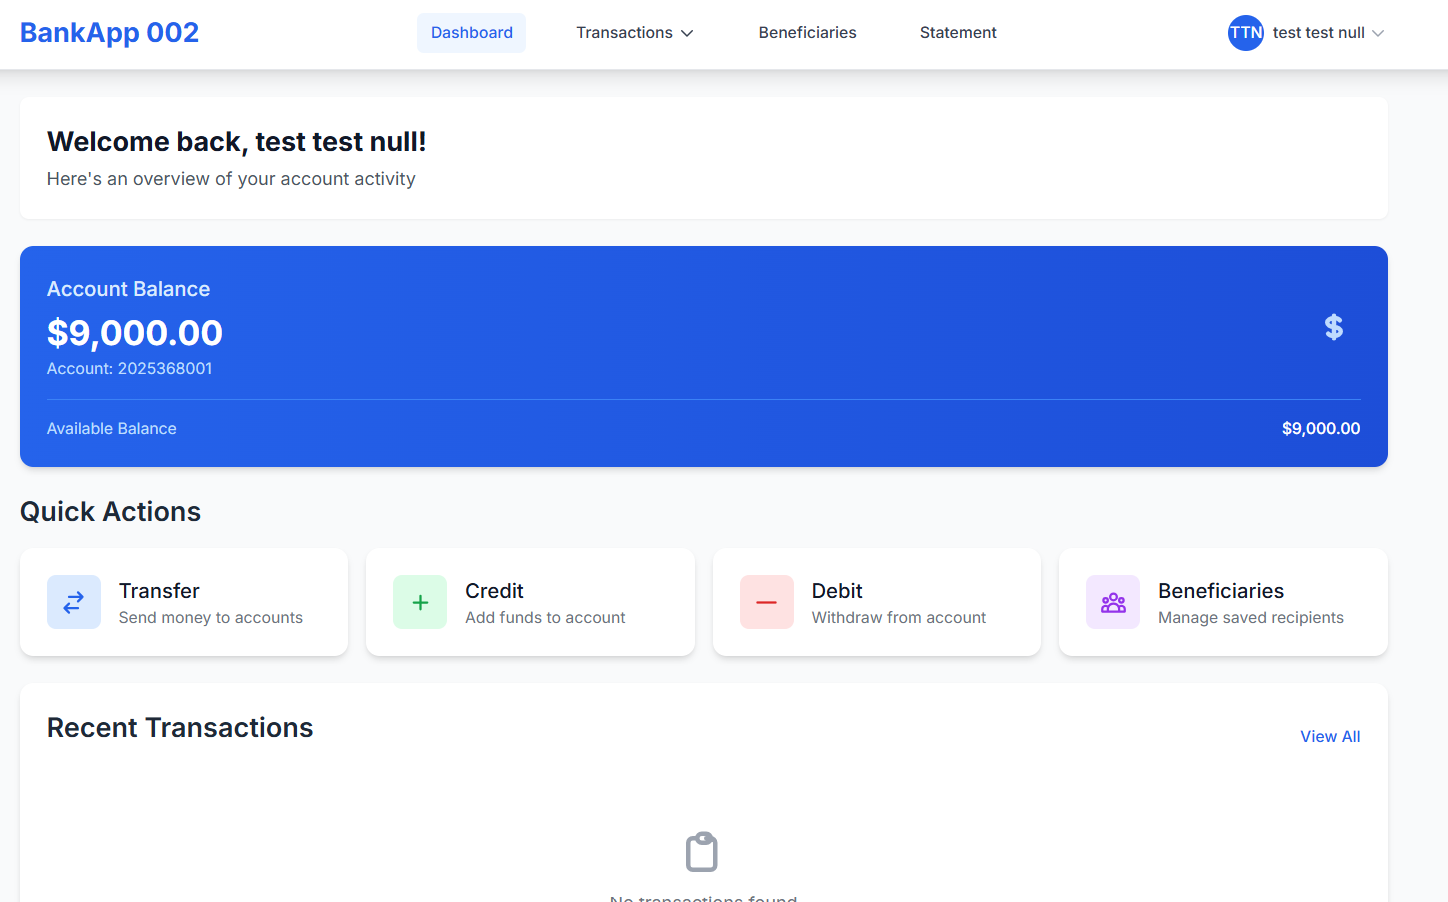 BankApp 002
Dashboard
Transactions
Beneficiaries
Statement
TTN
test test null
Welcome back, test test null!
Here's an overview of your account activity
Account Balance
$9,000.00
$
Account: 2025368001
Available Balance
$9,000.00
Quick Actions
Transfer
Send money to accounts
Credit
Add funds to account
Debit
Withdraw from account
Beneficiaries
Manage saved recipients
Recent Transactions
View All
No transactions found